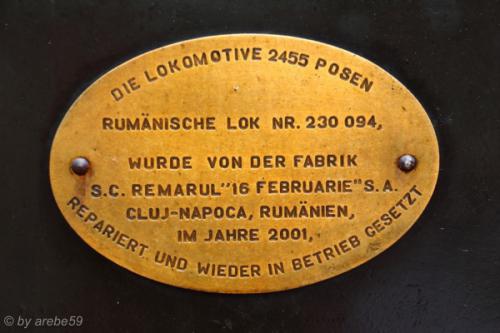 DIE LOKOMOTIVE 2455 POSEN
RUMÄNISCHE LOK NR. 230 094,
WURDE VON DER FABRIK
S.C. REMARUL "16 FEBRUARIE" S.A.
CLUJ-NAPOCA, RUMÄNIEN,
IM JAHRE 2001,
REPARIERT UND WIEDER IN BETRIEB GESETZT
© by arebe59